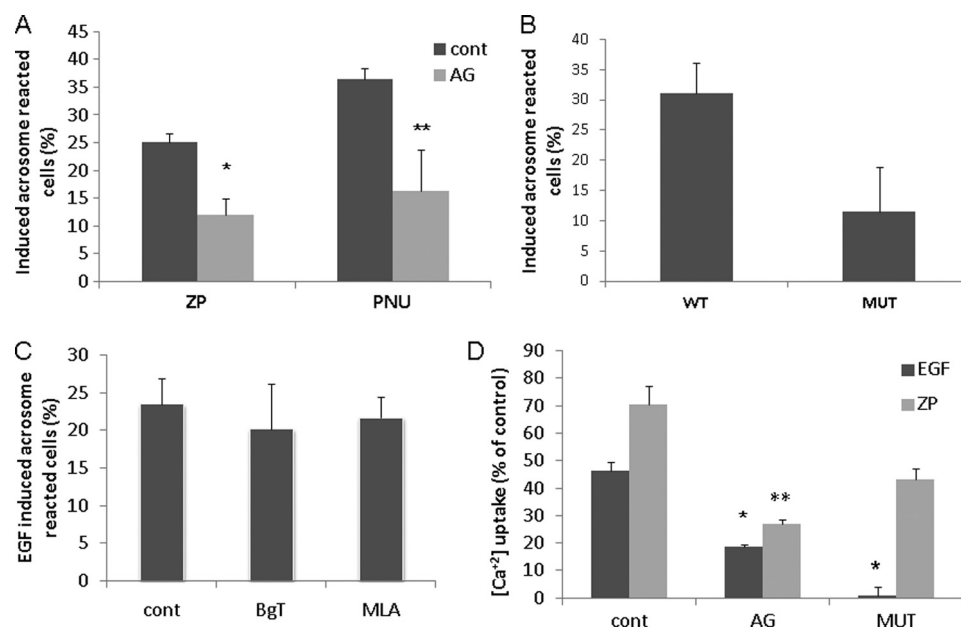 A
Induced acrosome reacted
cells (%)
45
40
35
30
25
20
15
10
5
0
cont
AG
*
**
ZP
PNU
B
Induced acrosome reacted
cells (%)
40
35
30
25
20
15
10
5
0
WT
MUT
C
EGF induced acrosome
reacted cells (%)
30
25
20
15
10
5
0
cont
BgT
MLA
D
[Ca⁺²] uptake (% of control)
90
80
70
60
50
40
30
20
10
0
EGF
ZP
*
**
*
cont
AG
MUT